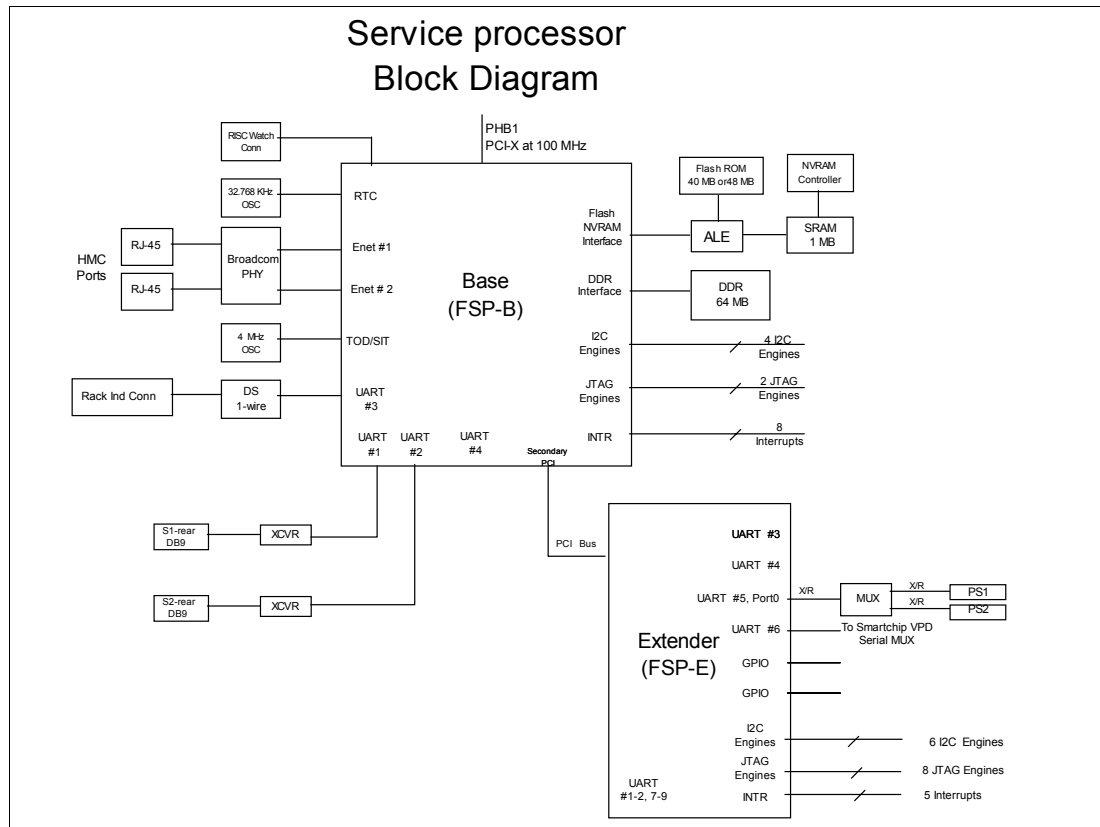 Service processor
Block Diagram
PHB1
PCI-X at 100 MHz
RISC Watch
Conn
32.768 KHz
OSC
RJ-45
RJ-45
HMC
Ports
Broadcom
PHY
4 MHz
OSC
Rack Ind Conn
DS
1-wire
RTC
Enet #1
Enet # 2
TOD/SIT
UART
#3
UART
#1
UART
#2
UART
#4
Secondary
PCI
Base
(FSP-B)
Flash
NVRAM
Interface
DDR
Interface
I2C
Engines
JTAG
Engines
INTR
Flash ROM
40 MB or48 MB
NVRAM
Controller
ALE
SRAM
1 MB
DDR
64 MB
4 I2C
Engines
2 JTAG
Engines
8
Interrupts
S1-rear
DB9
XCVR
S2-rear
DB9
XCVR
PCI Bus
UART #3
UART #4
UART #5, Port0
UART #6
Extender
(FSP-E)
GPIO
GPIO
I2C
Engines
JTAG
Engines
INTR
UART
#1-2, 7-9
X/R
MUX
X/R
X/R
PS1
PS2
To Smartchip VPD
Serial MUX
6 I2C Engines
8 JTAG Engines
5 Interrupts